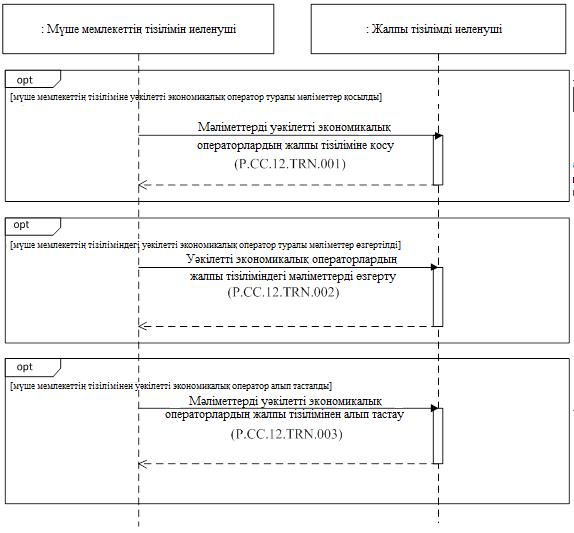 : Мүше мемлекеттің тізілімін иеленуші
: Жалпы тізілімді иеленуші
opt
[мүше мемлекеттің тізіліміне уәкілетті экономикалық оператор туралы мәліметтер қосылды]
Мәліметтерді уәкілетті экономикалық
операторлардың жалпы тізіліміне қосу
(P.CC.12.TRN.001)
opt
[мүше мемлекеттің тізіліміндегі уәкілетті экономикалық оператор туралы мәліметтер өзгертілді]
Уәкілетті экономикалық операторлардың
жалпы тізіліміндегі мәліметтерді өзгерту
(P.CC.12.TRN.002)
opt
[мүше мемлекеттің тізілімінен уәкілетті экономикалық оператор алып тасталды]
Мәліметтерді уәкілетті экономикалық
операторлардың жалпы тізілімінен алып тастау
(P.CC.12.TRN.003)